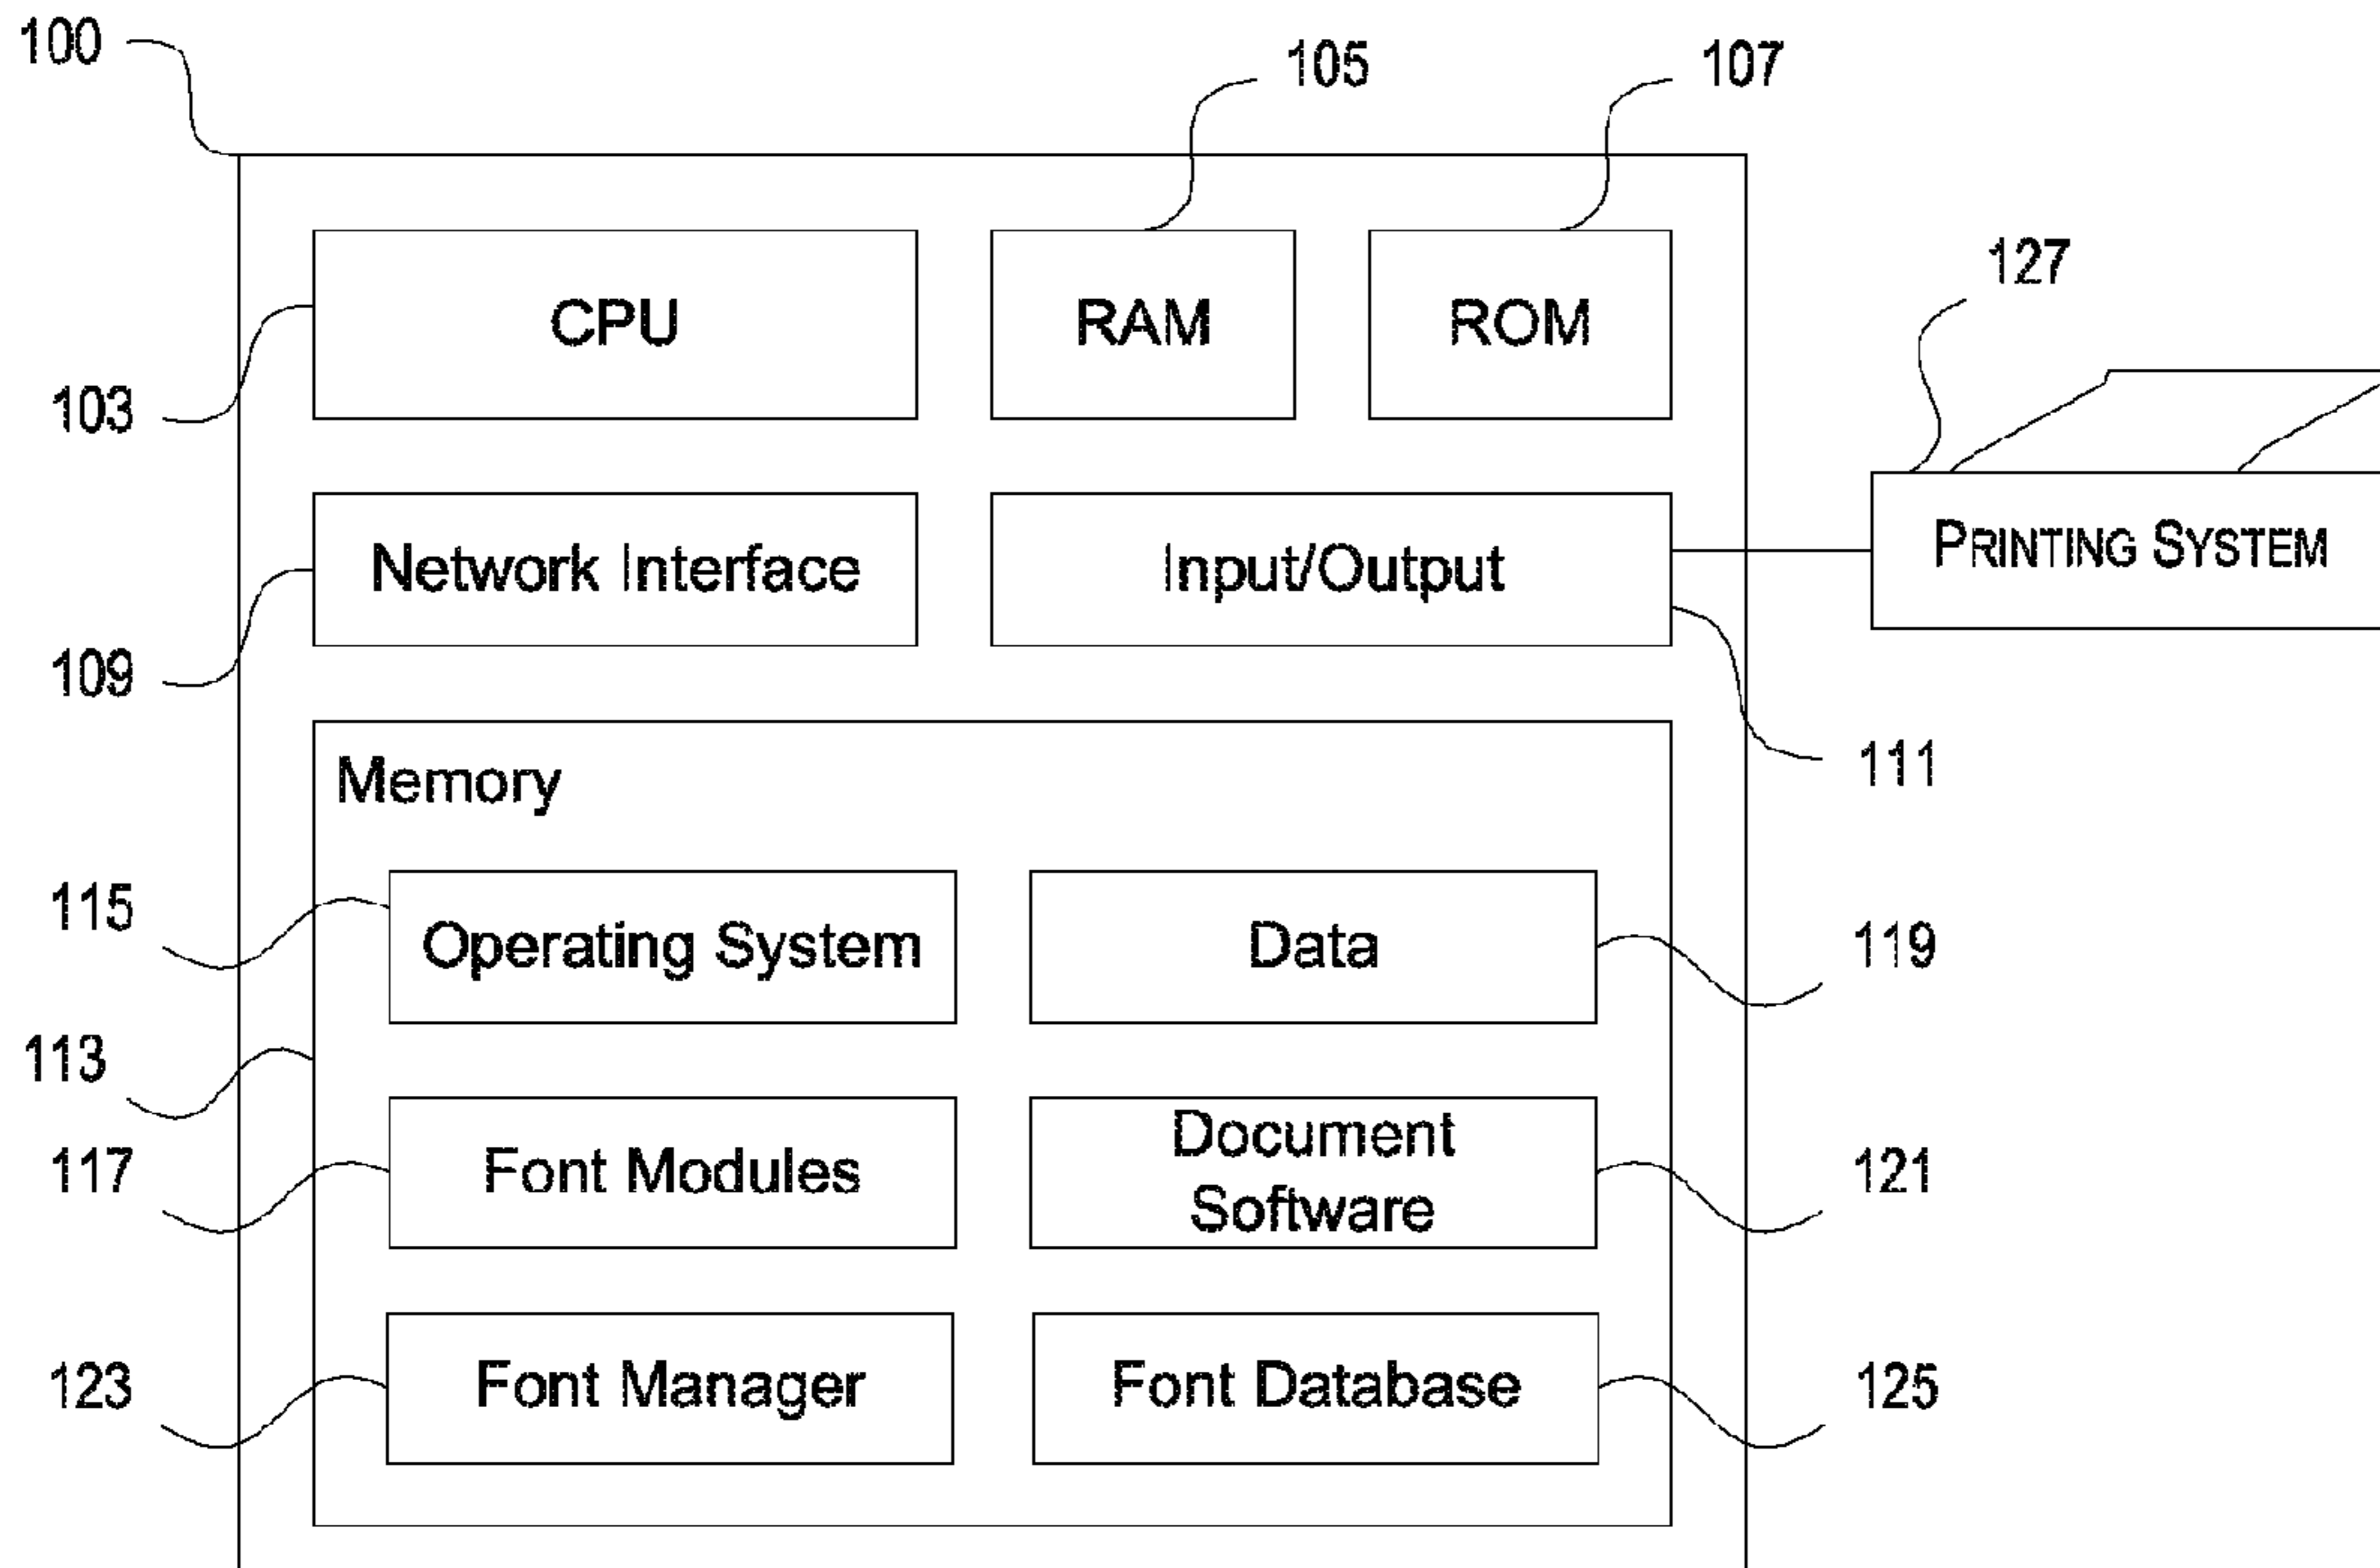 100
105
107
127
CPU
RAM
ROM
103
Network Interface
Input/Output
PRINTING SYSTEM
109
111
Memory
115
Operating System
Data
119
113
117
Font Modules
Document
Software
121
123
Font Manager
Font Database
125